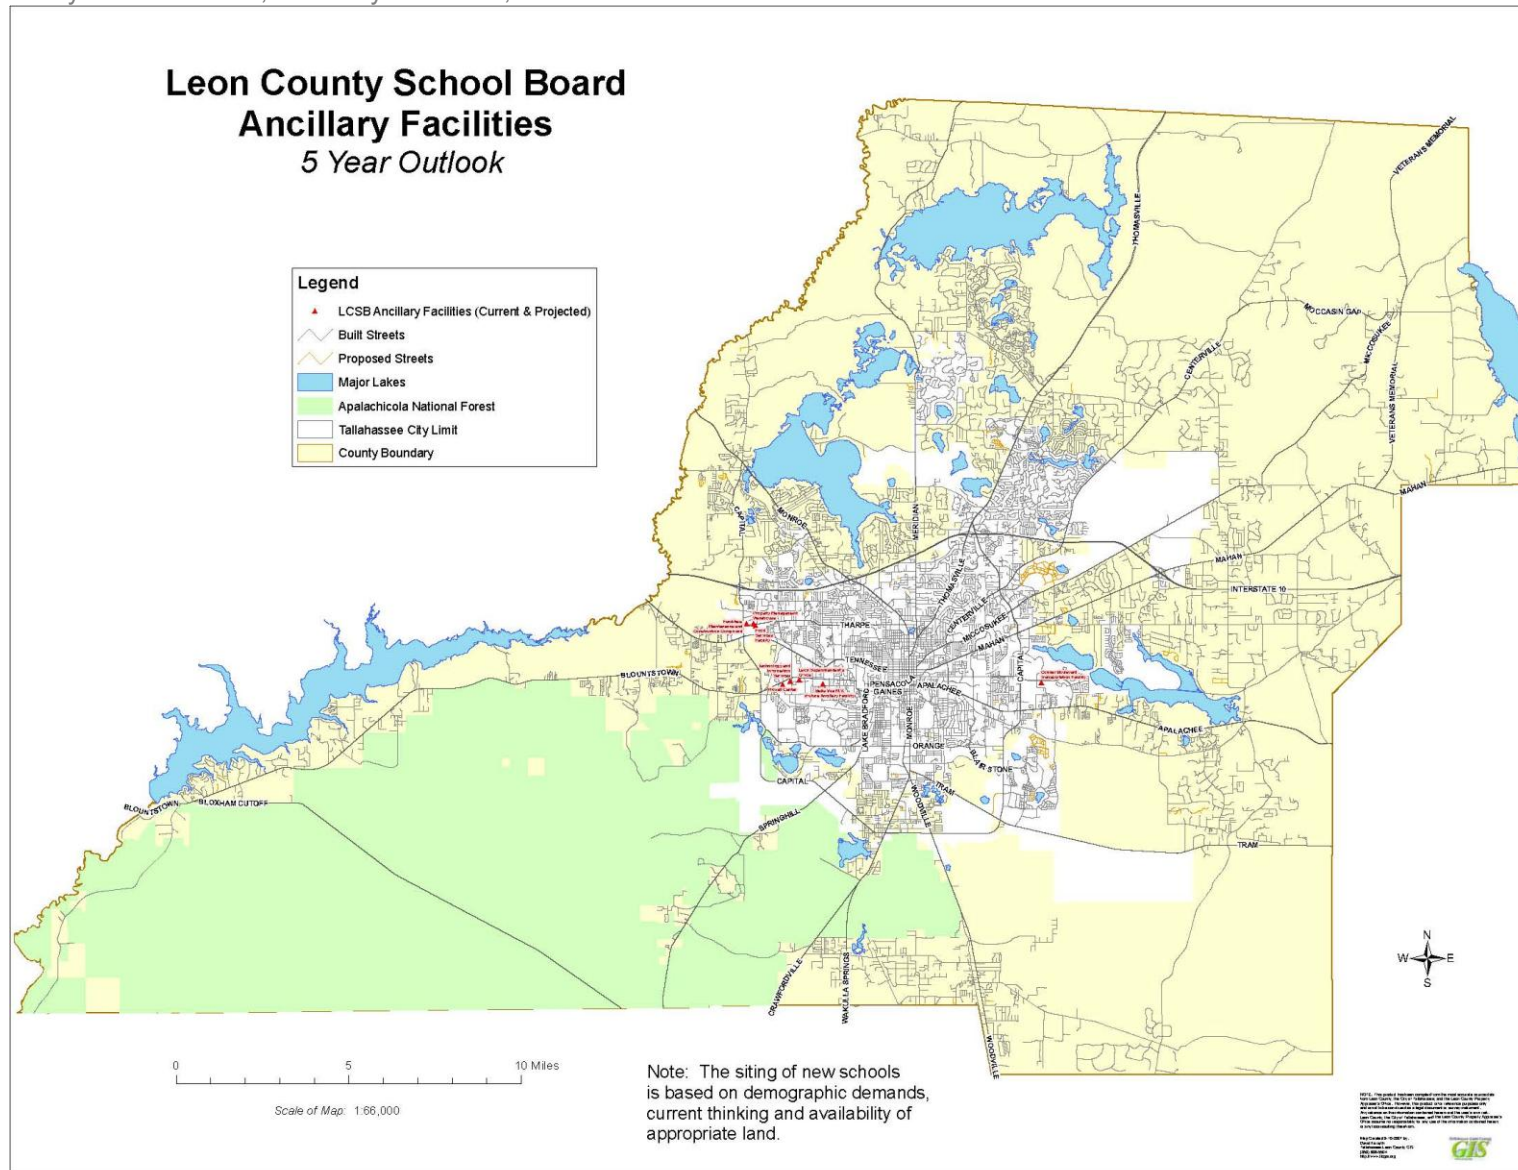 Leon County School Board
Ancillary Facilities
5 Year Outlook
Legend
LCSB Ancillary Facilities (Current & Projected)
Built Streets
Proposed Streets
Major Lakes
Apalachicola National Forest
Tallahassee City Limit
County Boundary
VETERAN'S MEMORIAL
THOMASVILLE
MOCCASIN GAP
MICCOSUKEE
CENTERVILLE
VETERANS MEMORIAL
MAHAN
CAPITAL
MONROE
MERIDIAN
MAHAN
INTERSTATE 10
THOMASVILLE
CENTERVILLE
MICCOSUKEE
MAHAN
THARPE
TENNESSEE
BLOUNTSTOWN
PENSACOLA
GAINES
APALACHEE
CAPITAL
LAKE BRADFORD
MONROE
APALACHEE
ORANGE
BLAIR STONE
CAPITAL
TRAM
WOODVILLE
SPRINGHILL
BLOUNTSTOWN
BLOXHAM CUTOFF
TRAM
CRAWFORDVILLE
WAKULLA SPRINGS
WOODVILLE
N
W
E
S
0
5
10 Miles
Scale of Map: 1:66,000
Note: The siting of new schools
is based on demographic demands,
current thinking and availability of
appropriate land.
GIS